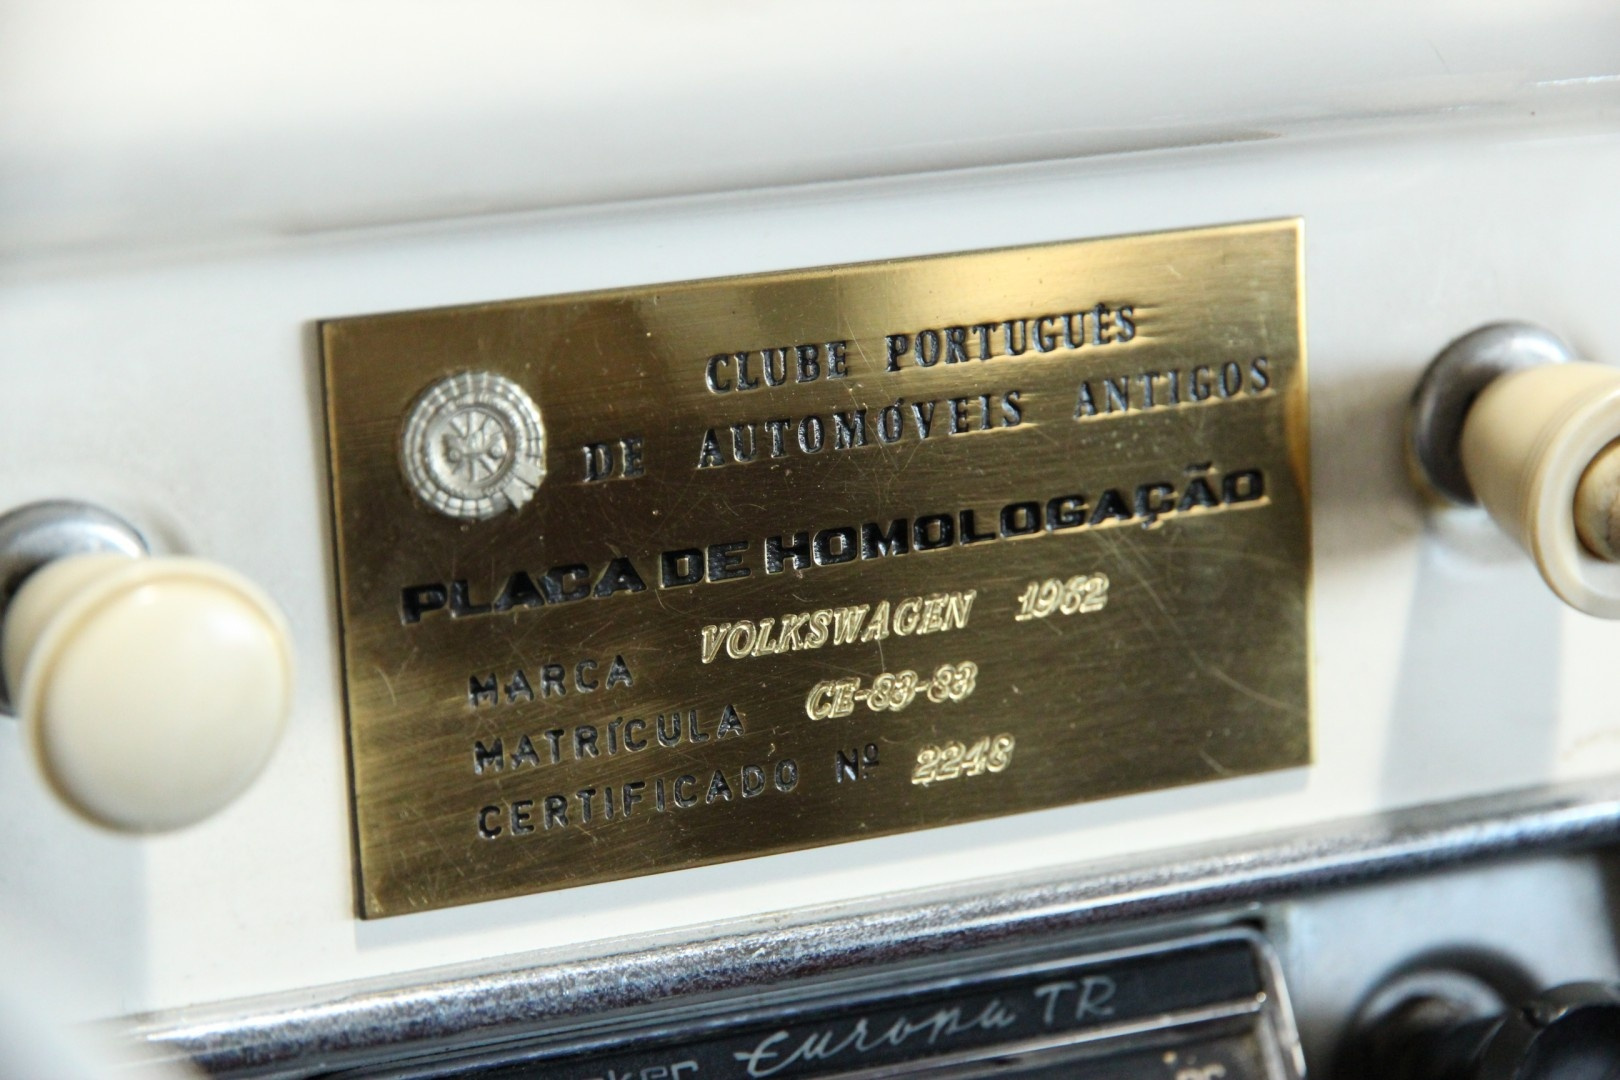 CLUBE PORTUGUÊS
DE AUTOMÓVEIS ANTIGOS
PLACA DE HOMOLOGAÇÃO
MARCA VOLKSWAGEN 1962
MATRÍCULA CE-83-83
CERTIFICADO Nº 2248
Europa TR